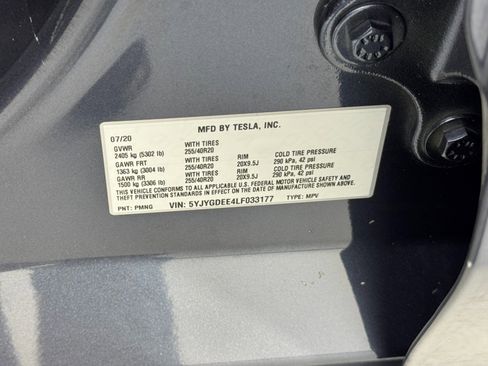 MFD BY TESLA, INC.
07/20
GVWR WITH TIRES
2405 kg (5302 lb) 255/40R20
GAWR FRT WITH TIRES RIM COLD TIRE PRESSURE
1363 kg (3004 lb) 255/40R20 20X9.5J 290 kPa, 42 psi
GAWR RR WITH TIRES RIM COLD TIRE PRESSURE
1500 kg (3306 lb) 255/40R20 20X9.5J 290 kPa, 42 psi
THIS VEHICLE CONFORMS TO ALL APPLICABLE U.S. FEDERAL MOTOR VEHICLE SAFETY AND
THEFT PREVENTION STANDARDS IN EFFECT ON THE DATE OF MANUFACTURE SHOWN ABOVE.
PNT: PMNG VIN: 5YJYGDEE4LF033177 TYPE: MPV